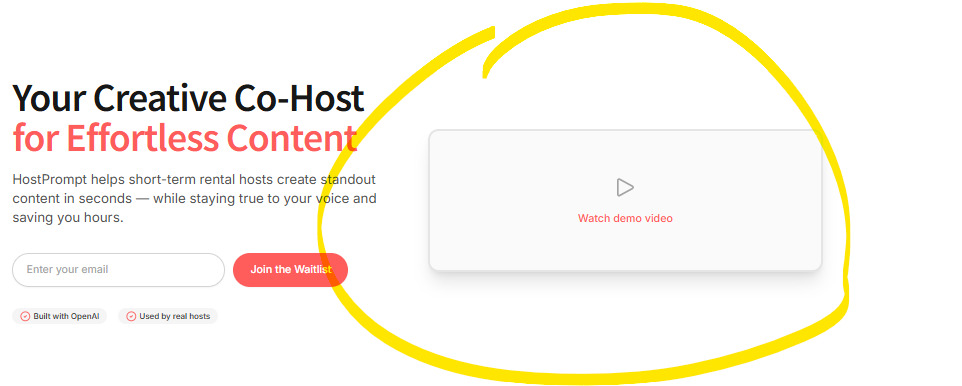 Your Creative Co-Host
for Effortless Content
HostPrompt helps short-term rental hosts create standout
content in seconds — while staying true to your voice and
saving you hours.
Enter your email
Join the Waitlist
Built with OpenAI
Used by real hosts
Watch demo video